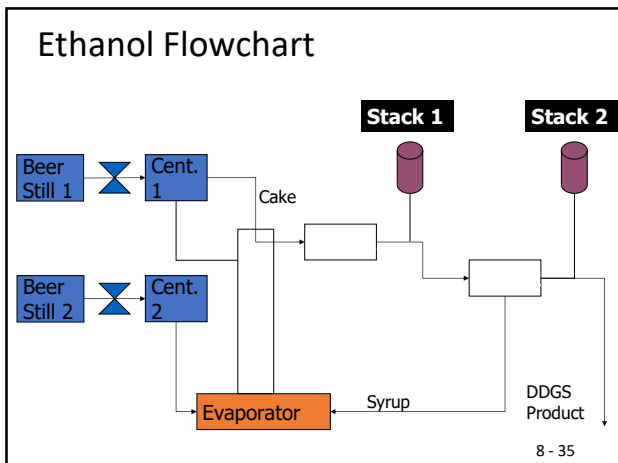 Ethanol Flowchart
Stack 1
Stack 2
Beer
Still 1
Cent.
1
Cake
Beer
Still 2
Cent.
2
Evaporator
Syrup
DDGS
Product
8 - 35